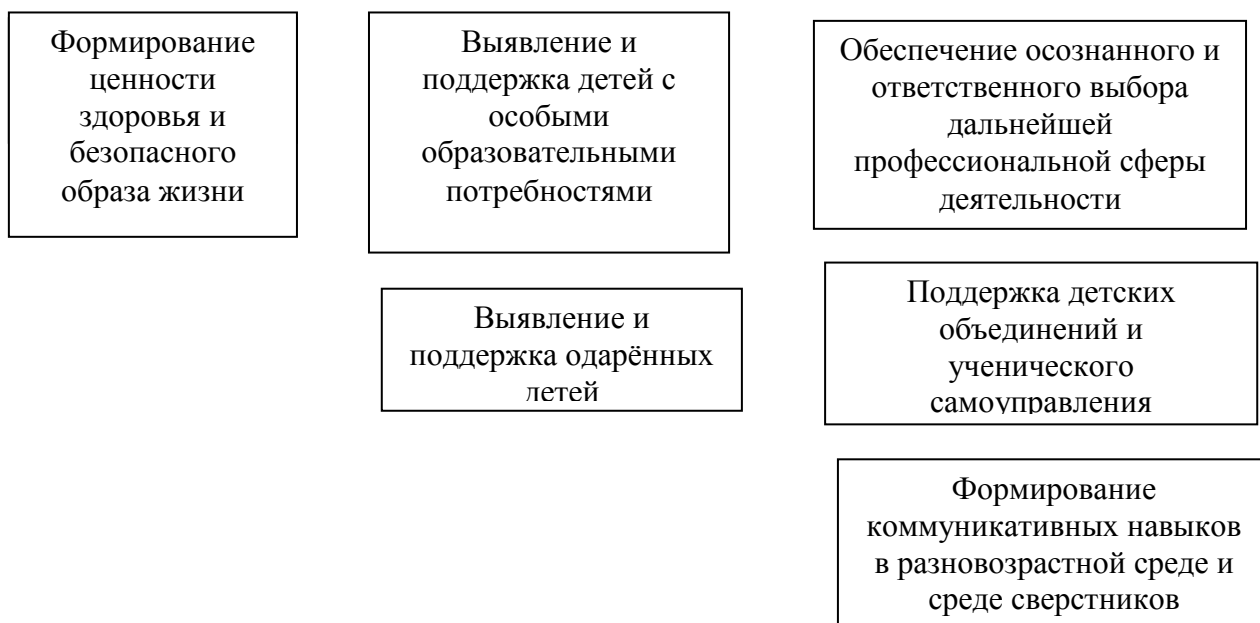 Формирование
ценности
здоровья и
безопасного
образа жизни
Выявление и
поддержка детей с
особыми
образовательными
потребностями
Обеспечение осознанного и
ответственного выбора
дальнейшей
профессиональной сферы
деятельности
Выявление и
поддержка одарённых
детей
Поддержка детских
объединений и
ученического
самоуправления
Формирование
коммуникативных навыков
в разновозрастной среде и
среде сверстников